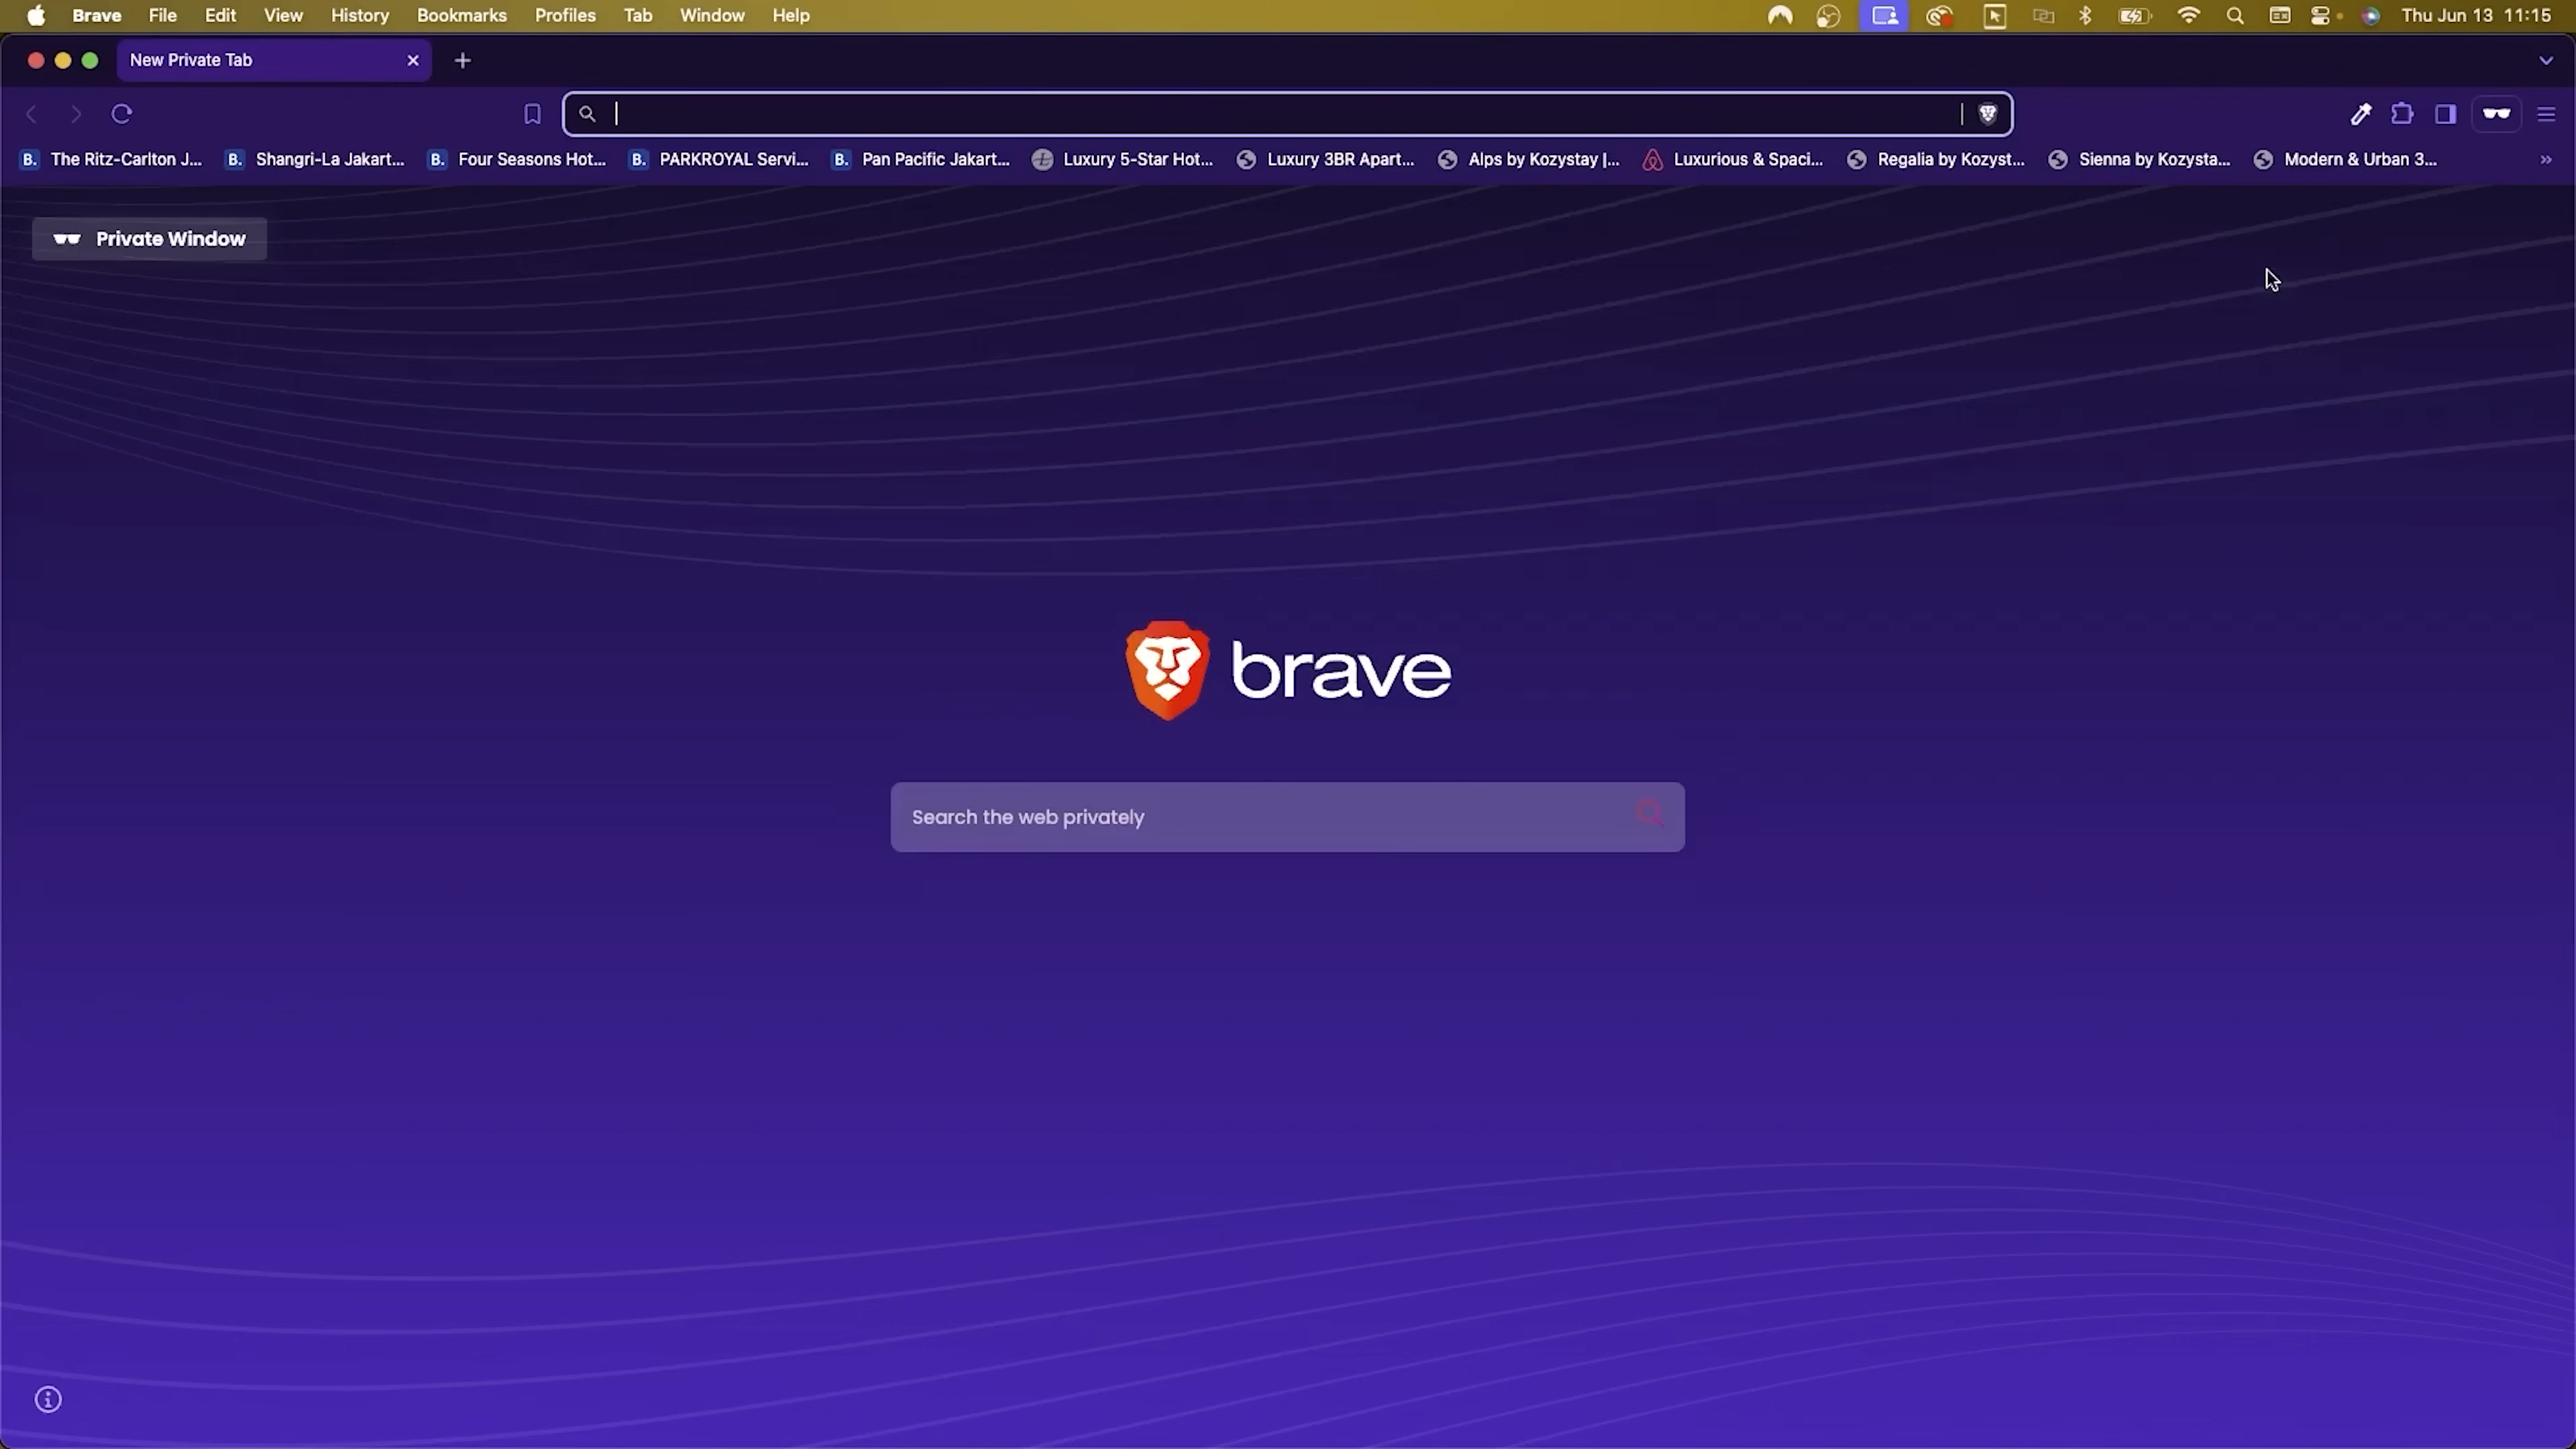 Brave File Edit View History Bookmarks Profiles Tab Window Help Thu Jun 13 11:15
New Private Tab
B. The Ritz-Carlton J... B. Shangri-La Jakart... B. Four Seasons Hot... B. PARKROYAL Servi... B. Pan Pacific Jakart... Luxury 5-Star Hot... Luxury 3BR Apart... Alps by Kozystay |... Luxurious & Spaci... Regalia by Kozyst... Sienna by Kozysta... Modern & Urban 3...
Private Window
brave
Search the web privately